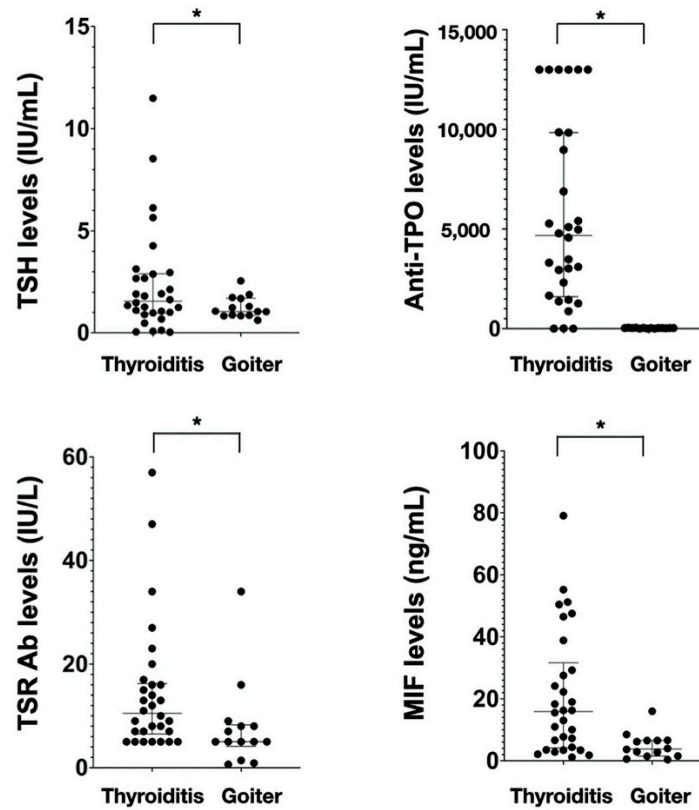 *
TSH levels (IU/mL)
15
10
5
0
Thyroiditis Goiter
*
Anti-TPO levels (IU/mL)
15,000
10,000
5,000
0
Thyroiditis Goiter
*
TSR Ab levels (IU/L)
60
40
20
0
Thyroiditis Goiter
*
MIF levels (ng/mL)
100
80
60
40
20
0
Thyroiditis Goiter